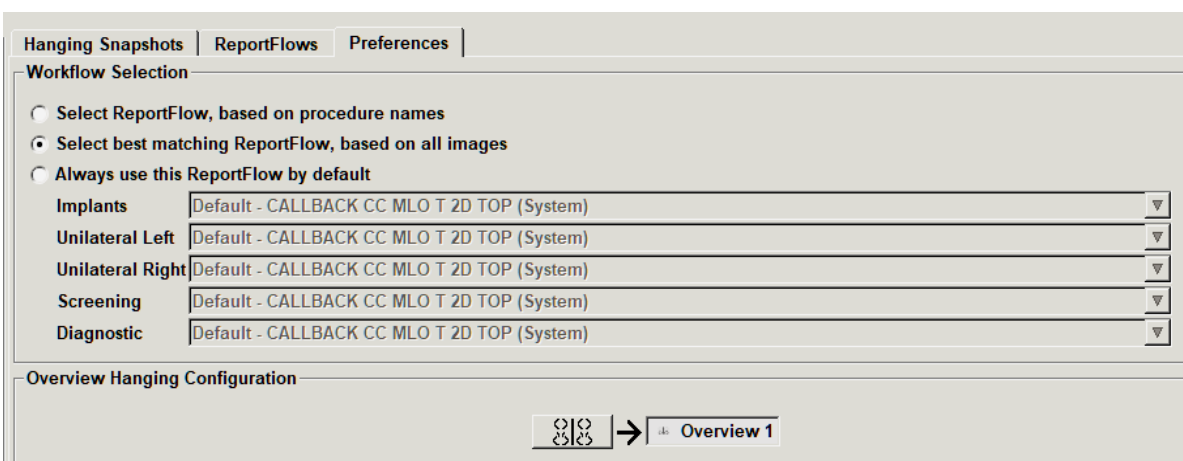 Hanging Snapshots ReportFlows Preferences
Workflow Selection
Select ReportFlow, based on procedure names
Select best matching ReportFlow, based on all images
Always use this ReportFlow by default
Implants Default - CALLBACK CC MLO T 2D TOP (System)
Unilateral Left Default - CALLBACK CC MLO T 2D TOP (System)
Unilateral Right Default - CALLBACK CC MLO T 2D TOP (System)
Screening Default - CALLBACK CC MLO T 2D TOP (System)
Diagnostic Default - CALLBACK CC MLO T 2D TOP (System)
Overview Hanging Configuration
Overview 1